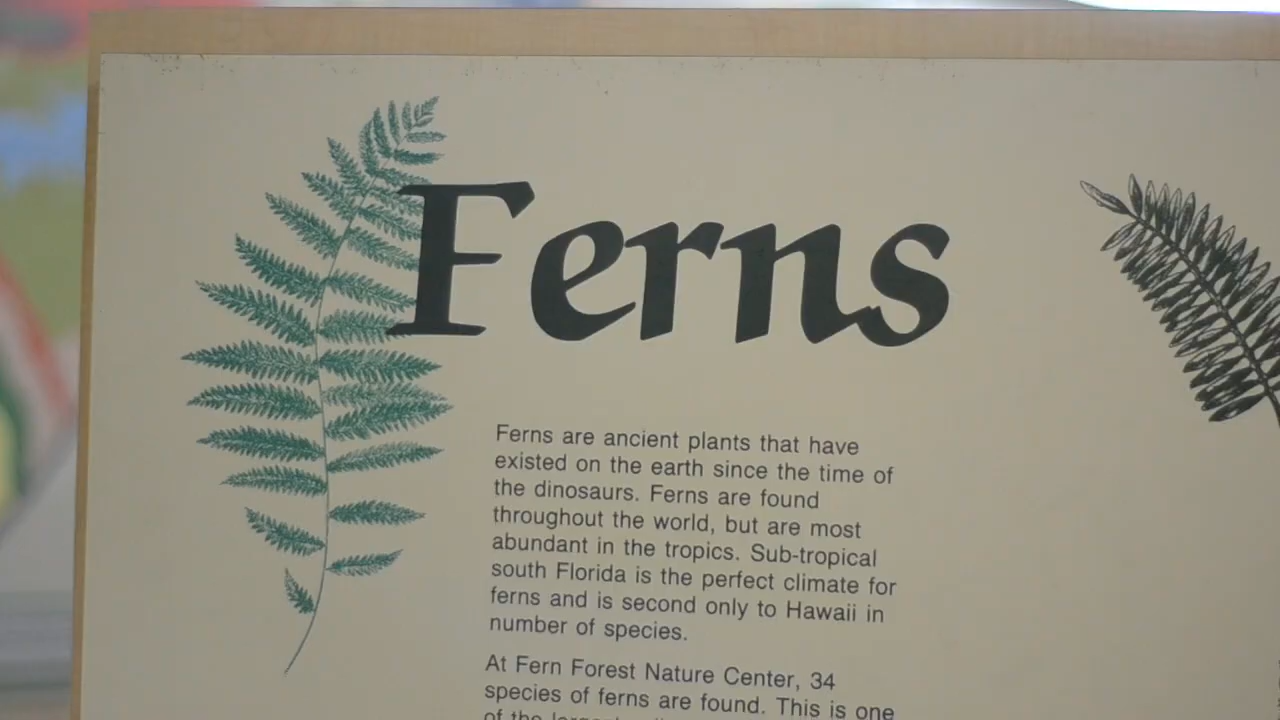 Ferns
Ferns are ancient plants that have
existed on the earth since the time of
the dinosaurs. Ferns are found
throughout the world, but are most
abundant in the tropics. Sub-tropical
south Florida is the perfect climate for
ferns and is second only to Hawaii in
number of species.
At Fern Forest Nature Center, 34
species of ferns are found. This is one
of the